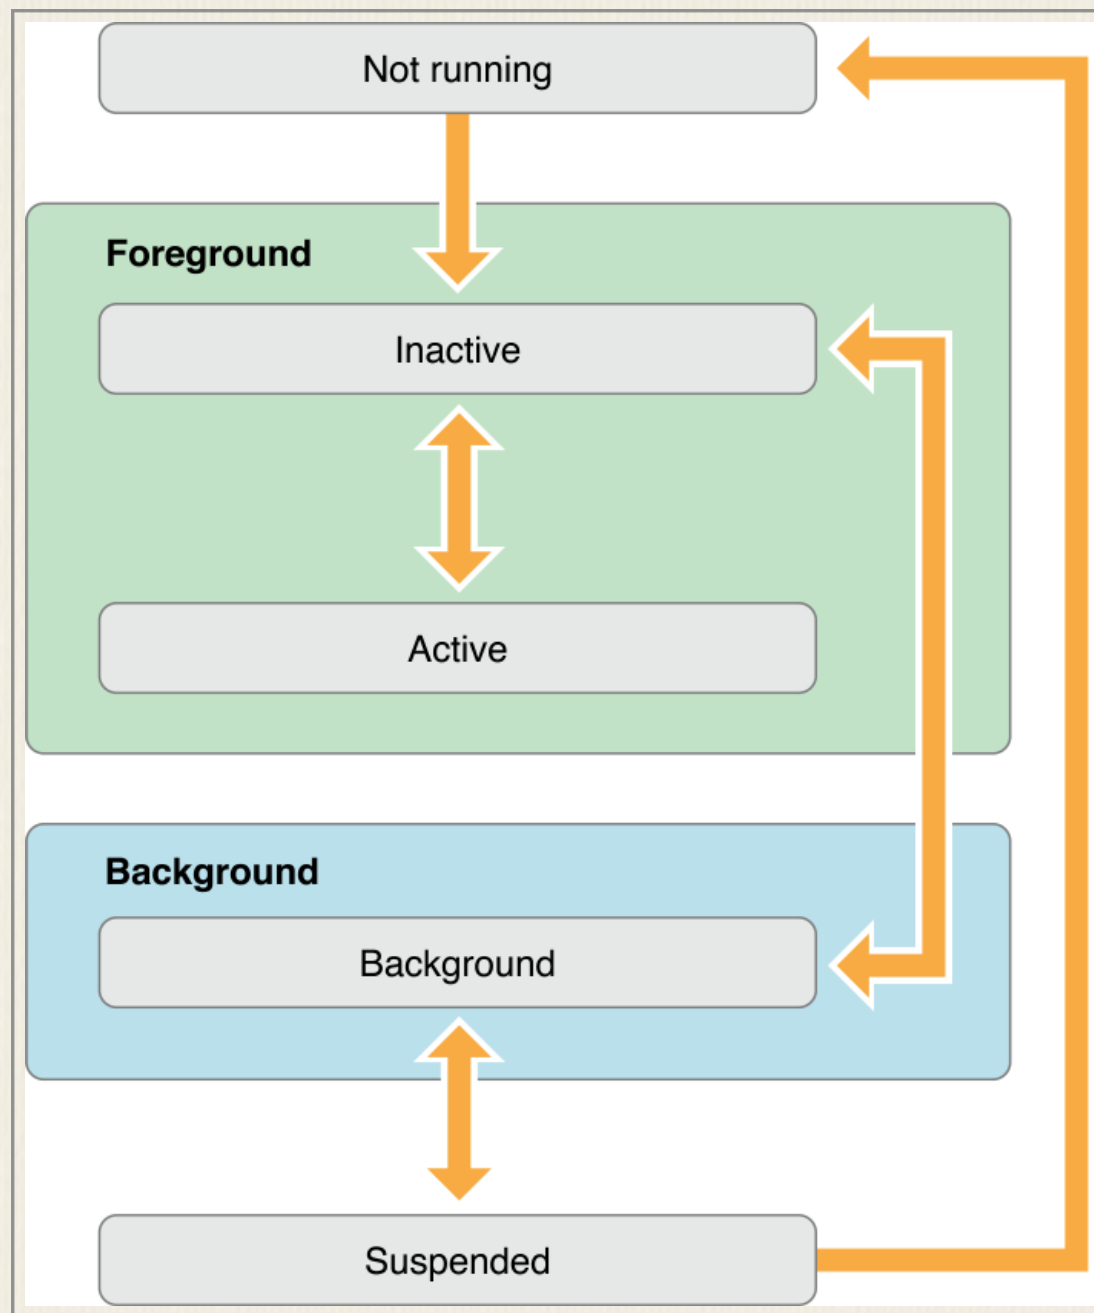 Not running
Foreground
Inactive
Active
Background
Background
Suspended